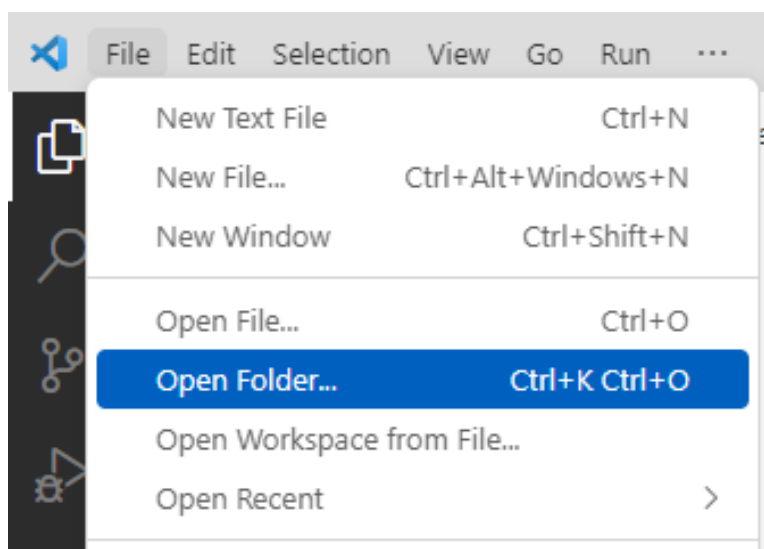 File Edit Selection View Go Run ...
New Text File Ctrl+N
New File... Ctrl+Alt+Windows+N
New Window Ctrl+Shift+N
Open File... Ctrl+O
Open Folder... Ctrl+K Ctrl+O
Open Workspace from File...
Open Recent